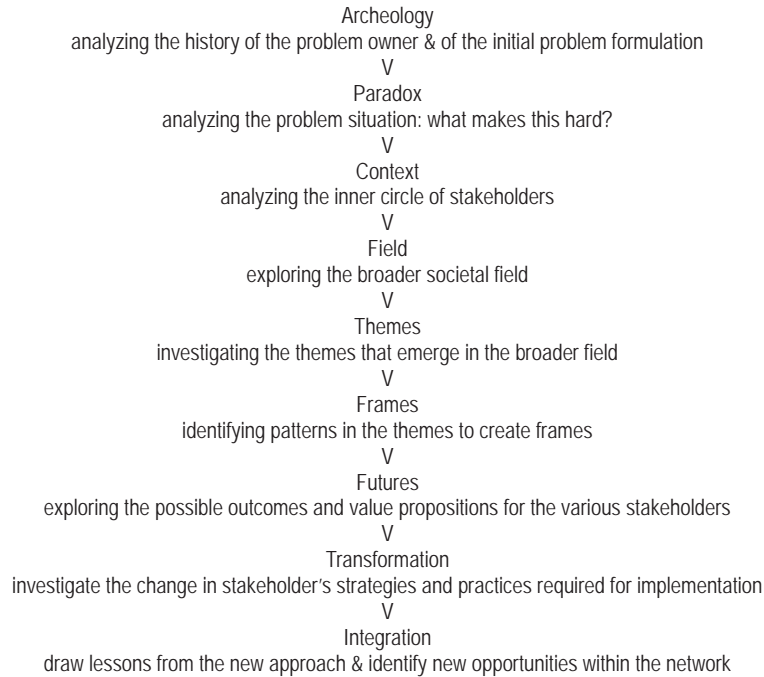 Archeology
analyzing the history of the problem owner & of the initial problem formulation
V
Paradox
analyzing the problem situation: what makes this hard?
V
Context
analyzing the inner circle of stakeholders
V
Field
exploring the broader societal field
V
Themes
investigating the themes that emerge in the broader field
V
Frames
identifying patterns in the themes to create frames
V
Futures
exploring the possible outcomes and value propositions for the various stakeholders
V
Transformation
investigate the change in stakeholder's strategies and practices required for implementation
V
Integration
draw lessons from the new approach & identify new opportunities within the network